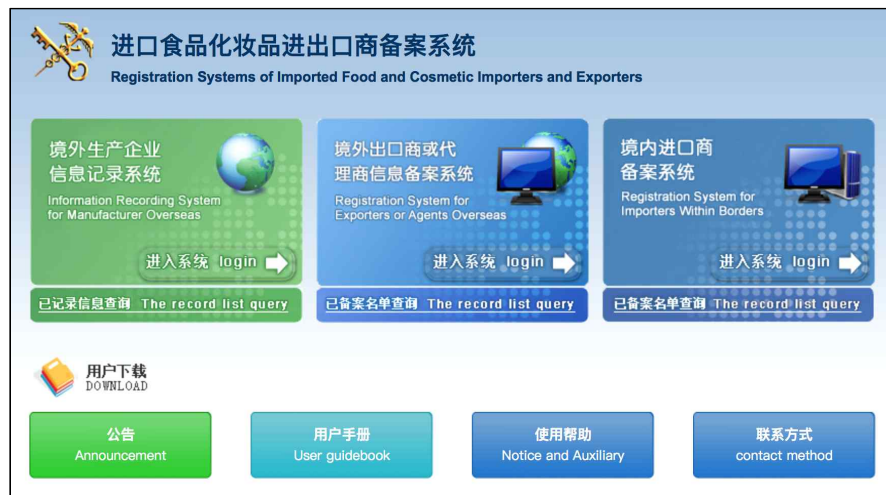 进口食品化妆品进出口商备案系统
Registration Systems of Imported Food and Cosmetic Importers and Exporters
境外生产企业
信息记录系统
Information Recording System
for Manufacturer Overseas
进入系统 login
已记录信息查询 The record list query
境外出口商或代
理商信息备案系统
Registration System for
Exporters or Agents Overseas
进入系统 login
已备案名单查询 The record list query
境内进口商
备案系统
Registration System for
Importers Within Borders
进入系统 login
已备案名单查询 The record list query
用户下载
DOWNLOAD
公告
Announcement
用户手册
User guidebook
使用帮助
Notice and Auxiliary
联系方式
contact method